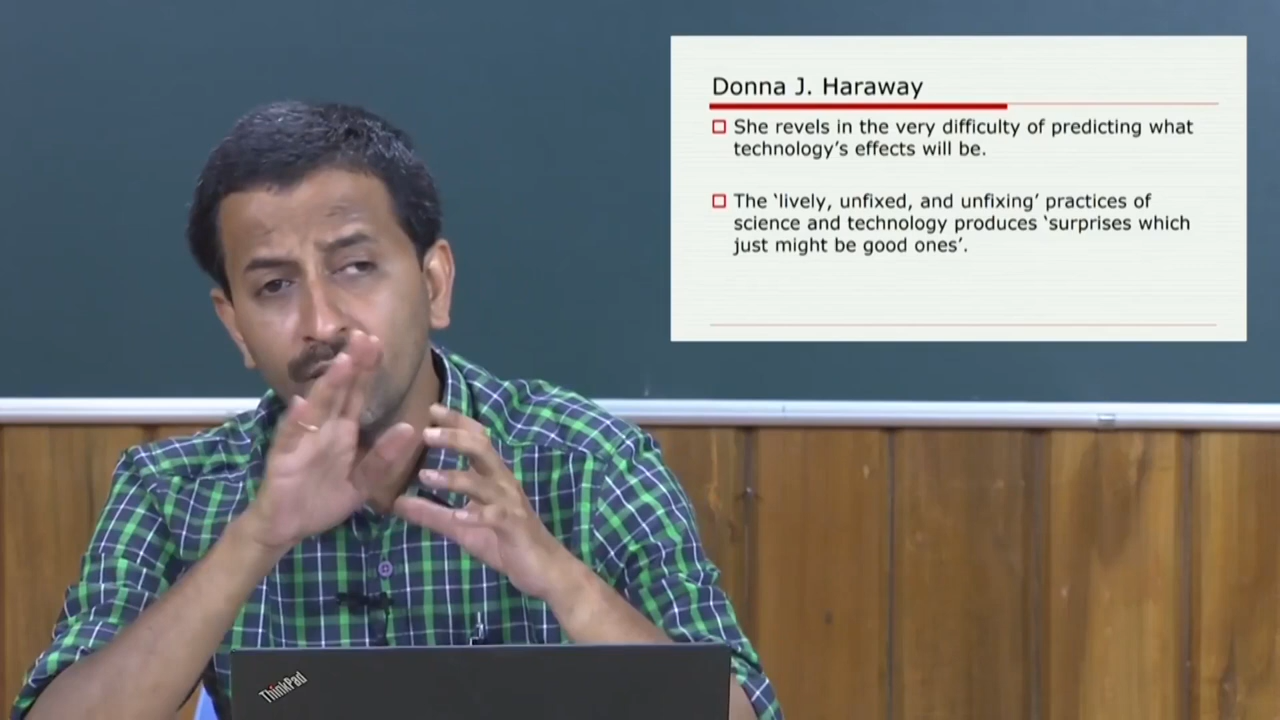 Donna J. Haraway
She revels in the very difficulty of predicting what
technology’s effects will be.
The ‘lively, unfixed, and unfixing’ practices of
science and technology produces ‘surprises which
just might be good ones’.
ThinkPad